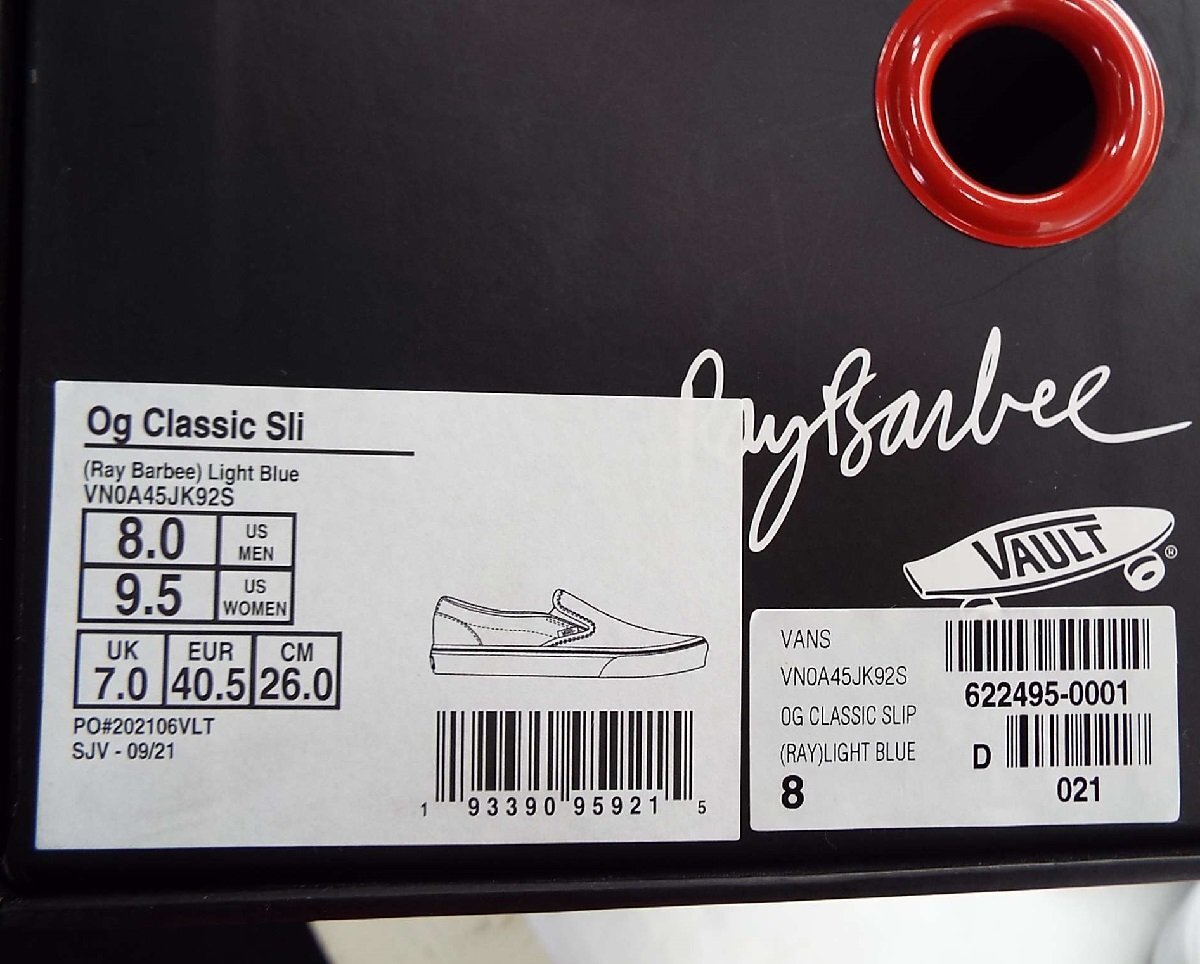 Ray Barbee
VAULT
®
Og Classic Sli
(Ray Barbee) Light Blue
VN0A45JK92S
8.0 US MEN
9.5 US WOMEN
UK EUR CM
7.0 40.5 26.0
PO#202106VLT
SJV - 09/21
1 93390 95921 5
VANS
VN0A45JK92S
622495-0001
OG CLASSIC SLIP
(RAY)LIGHT BLUE
D
8
021